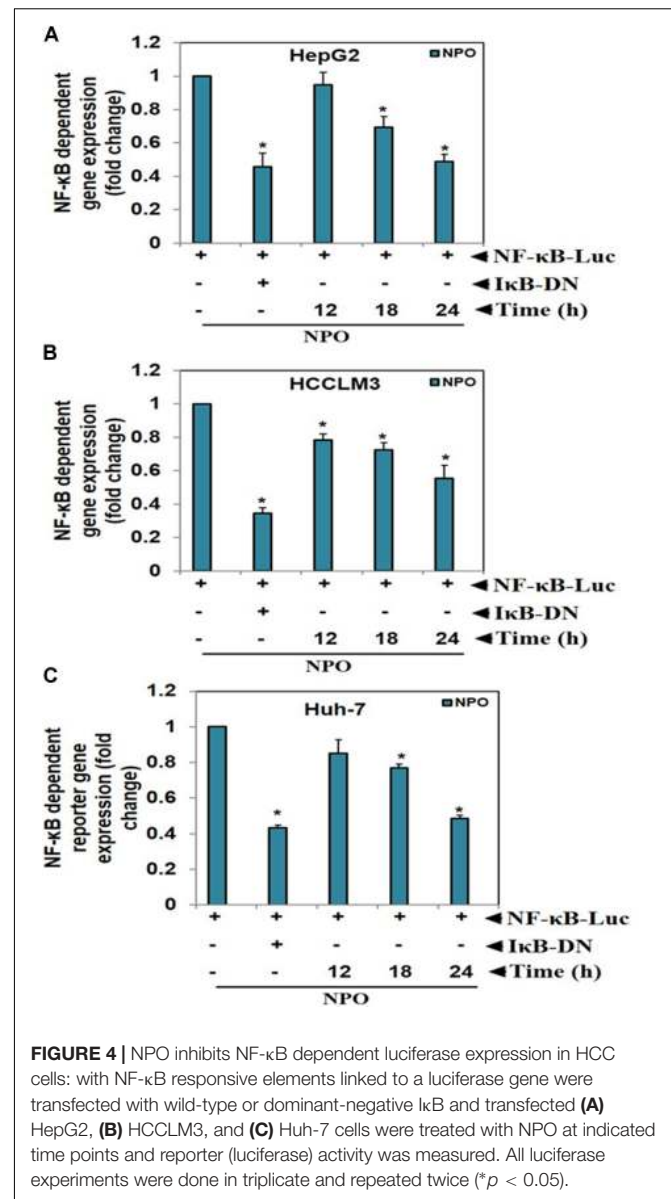 A
1.2
HepG2
NPO
1
0.8
0.6
0.4
0.2
0
NF-κB dependent
gene expression
(fold change)
* * *
+ + + + + ◄NF-κB-Luc
- + - - - ◄IκB-DN
- - 12 18 24 ◄Time (h)
NPO
B
1.2
HCCLM3
NPO
1
0.8
0.6
0.4
0.2
0
NF-κB dependent
gene expression
(fold change)
* * * *
+ + + + + ◄NF-κB-Luc
- + - - - ◄IκB-DN
- - 12 18 24 ◄Time (h)
NPO
C
1.2
Huh-7
NPO
1
0.8
0.6
0.4
0.2
0
NF-κB dependent
reporter gene
expression (fold
change)
* * *
+ + + + + ◄NF-κB-Luc
- + - - - ◄IκB-DN
- - 12 18 24 ◄Time (h)
NPO
FIGURE 4 | NPO inhibits NF-κB dependent luciferase expression in HCC
cells: with NF-κB responsive elements linked to a luciferase gene were
transfected with wild-type or dominant-negative IκB and transfected (A)
HepG2, (B) HCCLM3, and (C) Huh-7 cells were treated with NPO at indicated
time points and reporter (luciferase) activity was measured. All luciferase
experiments were done in triplicate and repeated twice (*p < 0.05).